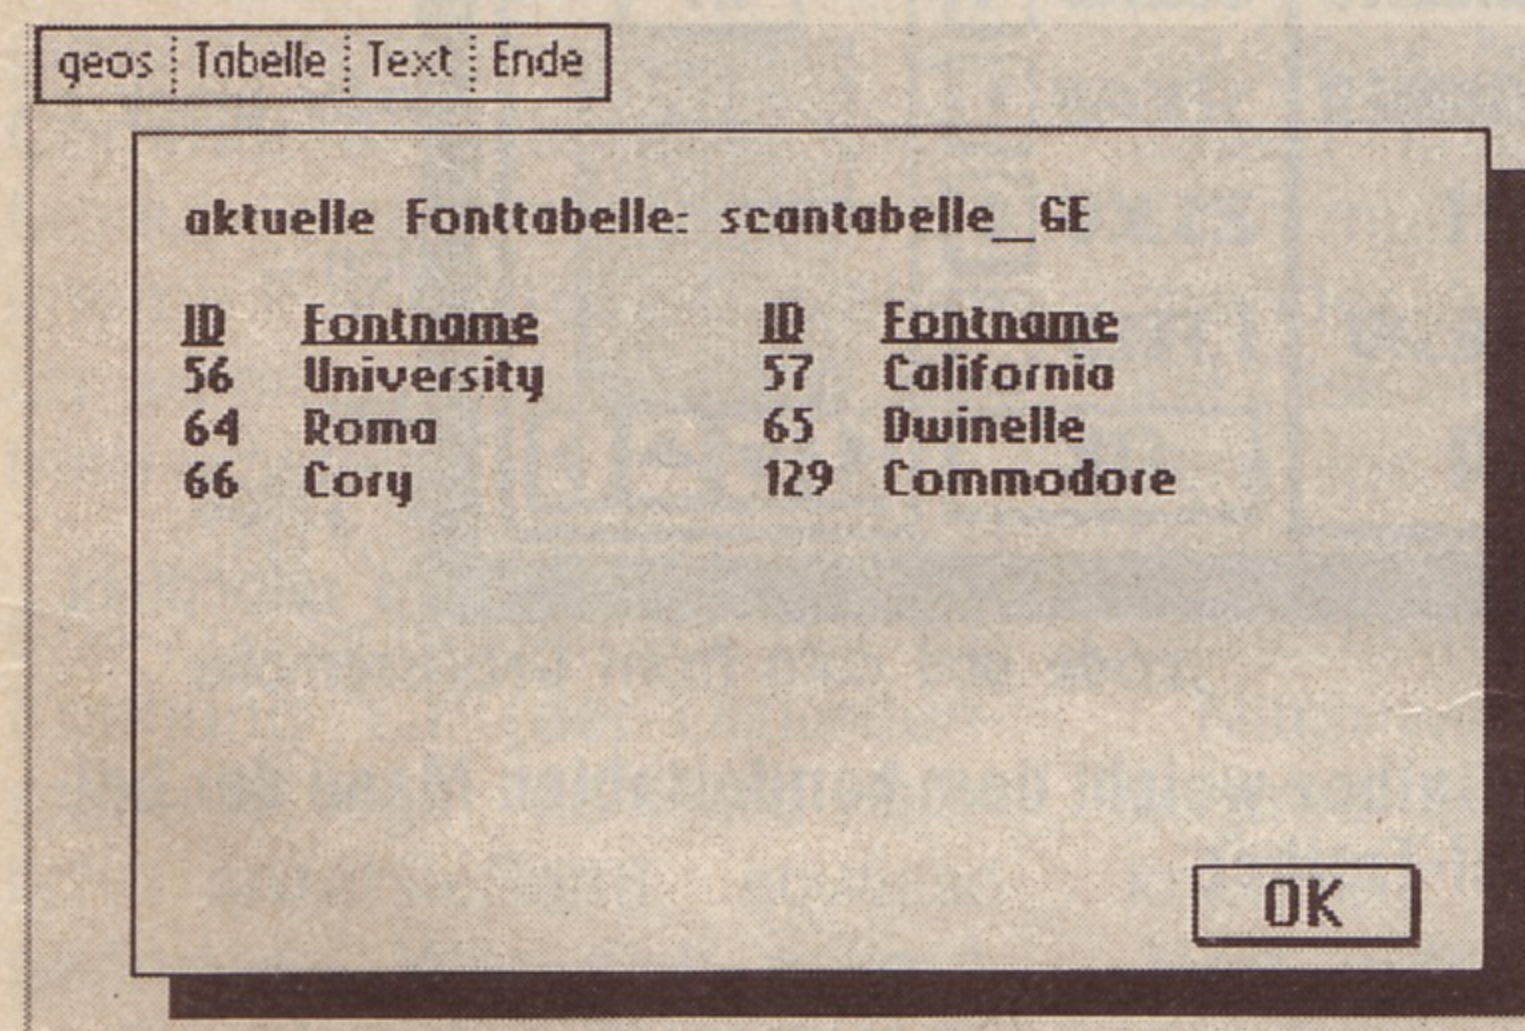 geos Tabelle Text Ende
aktuelle Fonttabelle: scantabelle_GE
ID Fontname ID Fontname
56 University 57 California
64 Roma 65 Dwinelle
66 Cory 129 Commodore
OK